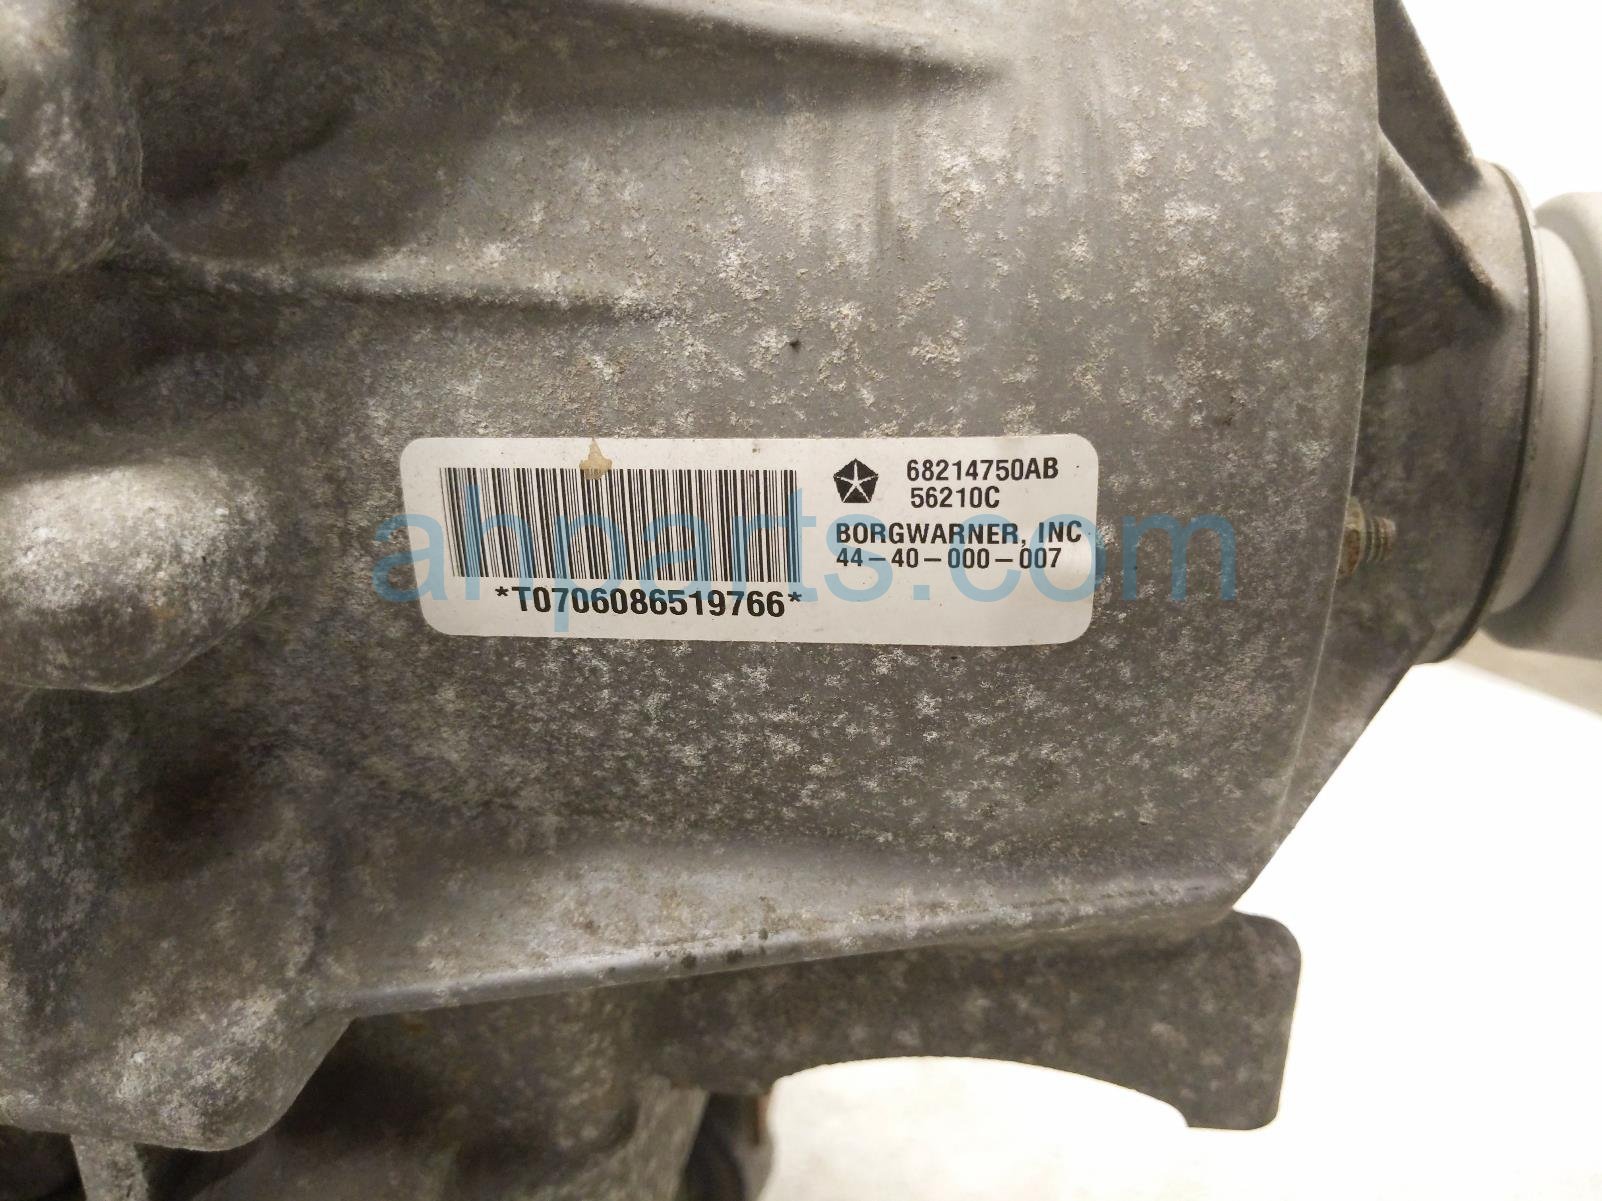 68214750AB
56210C
BORGWARNER, INC
44-40-000-007
*T0706086519766*
ahparts.com